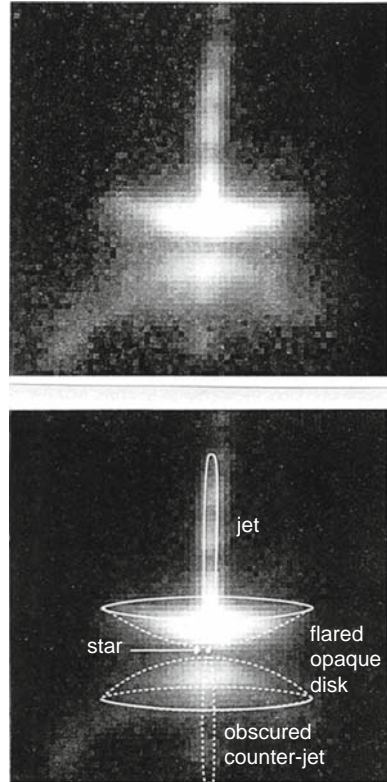 jet
star
flared
opaque
disk
obscured
counter-jet